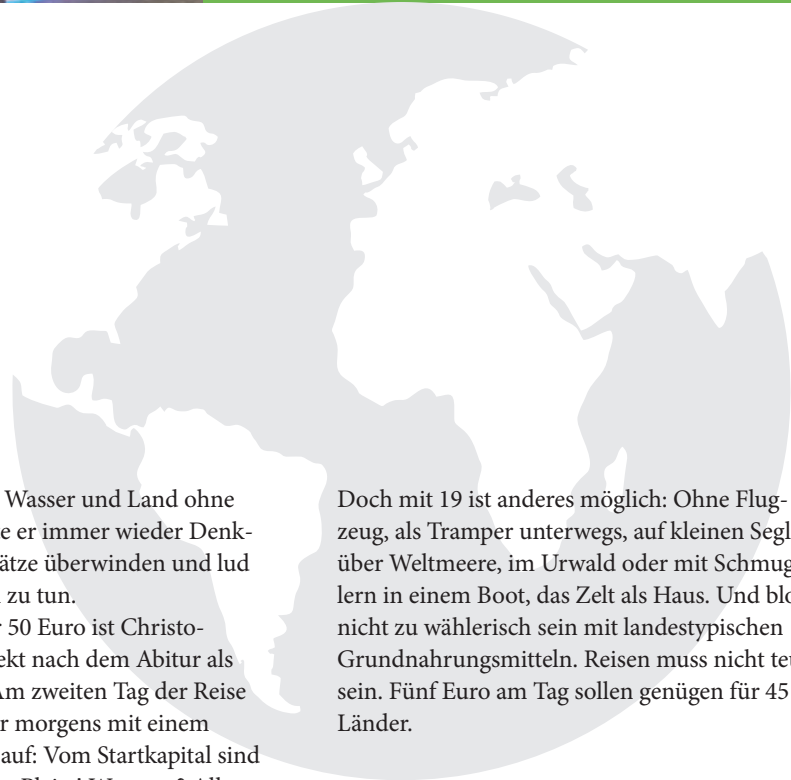 Wasser und Land ohne
er immer wieder Denk-
überwinden und lud
zu tun.
50 Euro ist Christo-
nach dem Abitur als
Am zweiten Tag der Reise
morgens mit einem
auf: Vom Startkapital sind
Doch mit 19 ist anderes möglich: Ohne Flug-
zeug, als Tramper unterwegs, auf kleinen
über Weltmeere, im Urwald oder mit
lern in einem Boot, das Zelt als Haus. Und
nicht zu wählerisch sein mit landestypischen
Grundnahrungsmitteln. Reisen muss nicht
sein. Fünf Euro am Tag sollen genügen für 45
Länder.